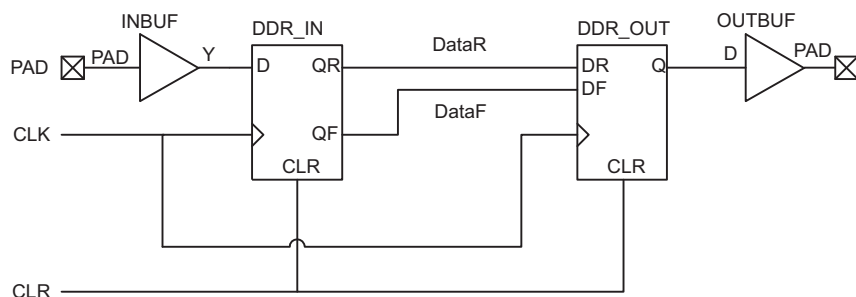 INBUF
PAD
PAD
Y
DDR_IN
D
QR
QF
CLR
DataR
DataF
DDR_OUT
DR
DF
Q
CLR
OUTBUF
D
PAD
CLK
CLR